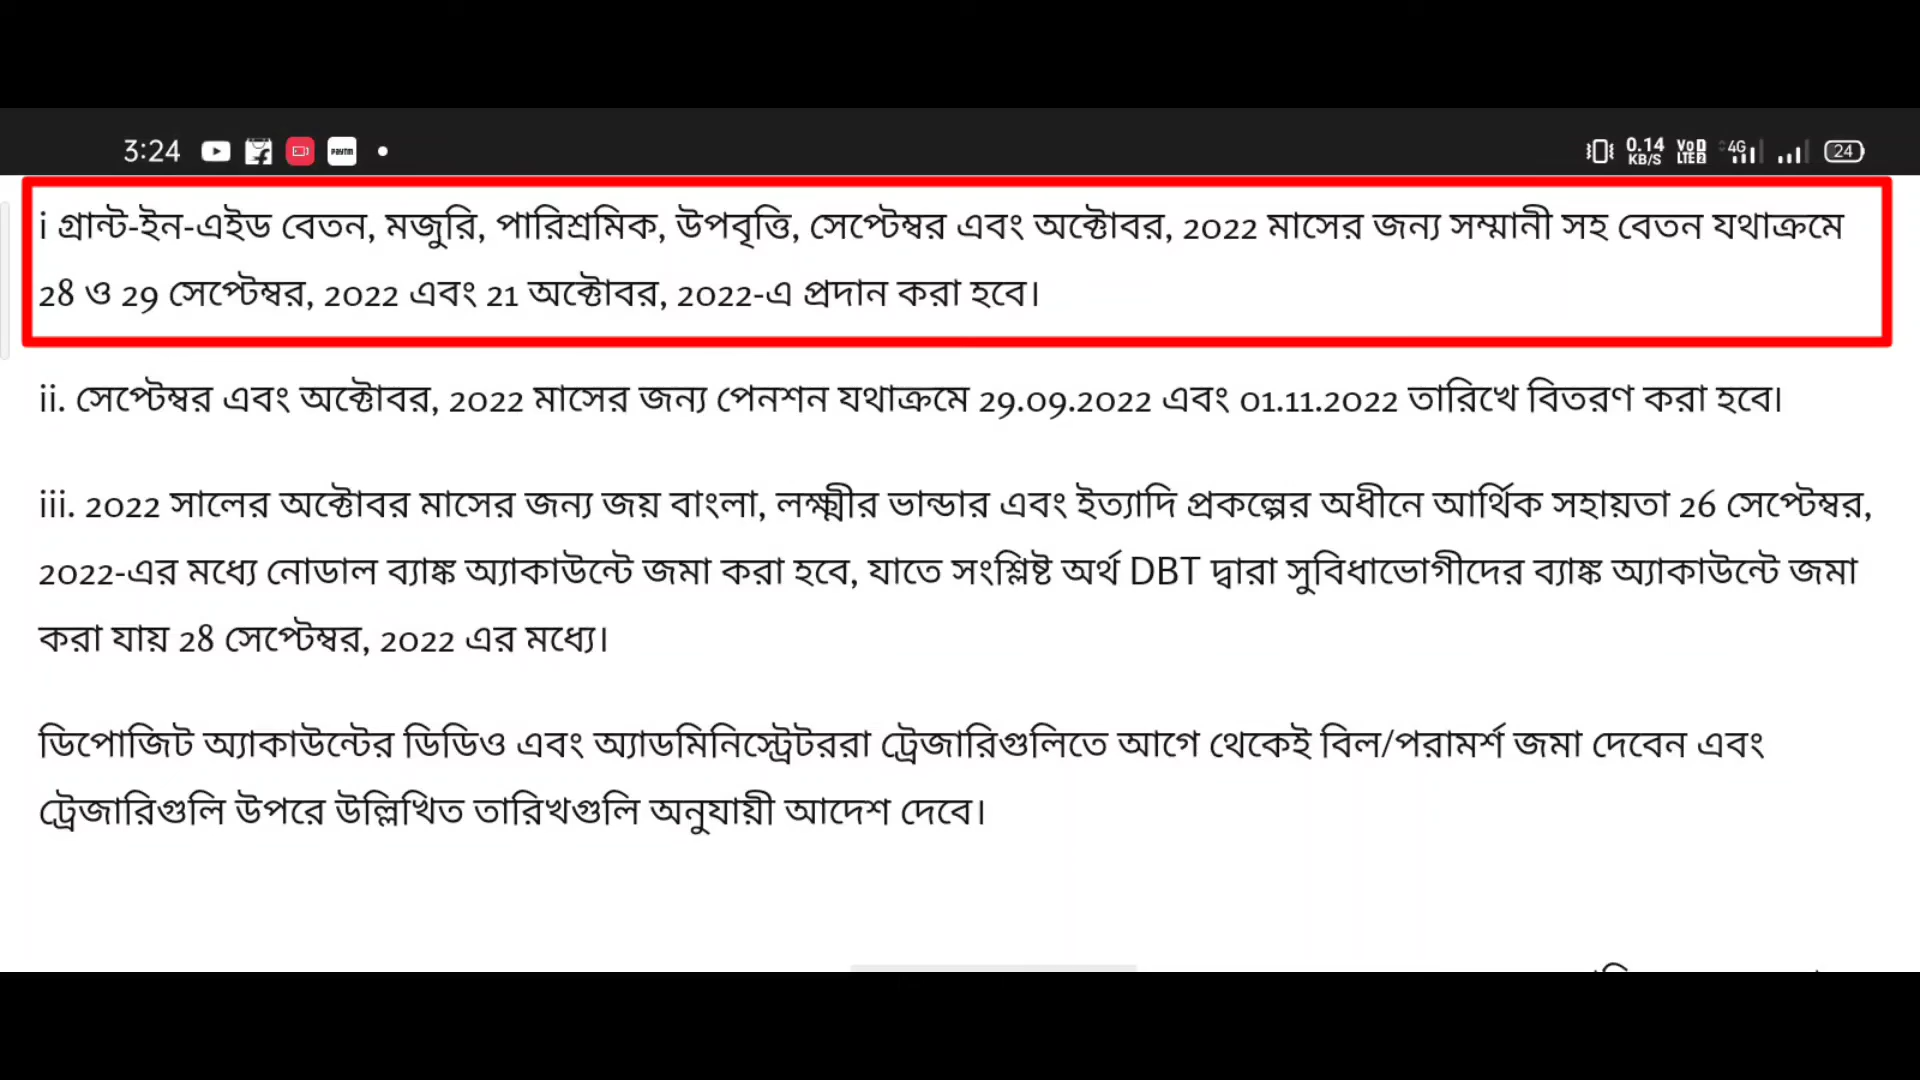 3:24
Paytm
0.14 KB/S
VoD LTE2
4G
24
i গ্রান্ট-ইন-এইড বেতন, মজুরি, পারিশ্রমিক, উপবৃত্তি, সেপ্টেম্বর এবং অক্টোবর, 2022 মাসের জন্য সম্মানী সহ বেতন যথাক্রমে
28 ও 29 সেপ্টেম্বর, 2022 এবং 21 অক্টোবর, 2022-এ প্রদান করা হবে।
ii. সেপ্টেম্বর এবং অক্টোবর, 2022 মাসের জন্য পেনশন যথাক্রমে 29.09.2022 এবং 01.11.2022 তারিখে বিতরণ করা হবে।
iii. 2022 সালের অক্টোবর মাসের জন্য জয় বাংলা, লক্ষ্মীর ভান্ডার এবং ইত্যাদি প্রকল্পের অধীনে আর্থিক সহায়তা 26 সেপ্টেম্বর,
2022-এর মধ্যে নোডাল ব্যাঙ্ক অ্যাকাউন্টে জমা করা হবে, যাতে সংশ্লিষ্ট অর্থ DBT দ্বারা সুবিধাভোগীদের ব্যাঙ্ক অ্যাকাউন্টে জমা
করা যায় 28 সেপ্টেম্বর, 2022 এর মধ্যে।
ডিপোজিট অ্যাকাউন্টের ডিডিও এবং অ্যাডমিনিস্ট্রেটররা ট্রেজারিগুলিতে আগে থেকেই বিল/পরামর্শ জমা দেবেন এবং
ট্রেজারিগুলি উপরে উল্লিখিত তারিখগুলি অনুযায়ী আদেশ দেবে।